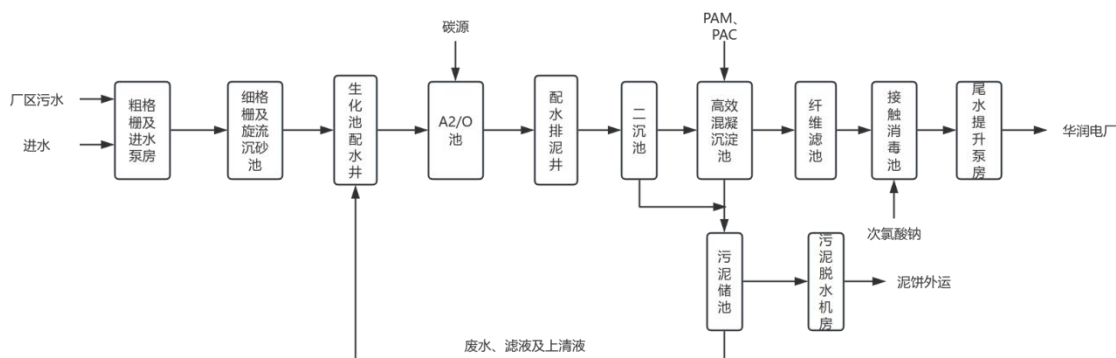 碳源
PAM、
PAC
厂区污水
进水
粗格
栅及
进水
泵房
细格
栅及
旋流
沉砂
池
生
化
池
配
水
井
A2/O
池
配
水
排
泥
井
二
沉
池
高效
混凝
沉淀
池
纤
维
滤
池
接
触
消
毒
池
尾
水
提
升
泵
房
华润电厂
次氯酸钠
污
泥
储
池
污
泥
脱
水
机
房
泥饼外运
废水、滤液及上清液